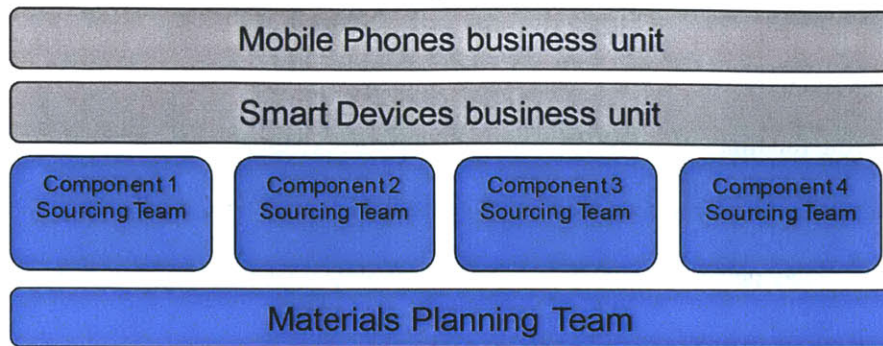 Mobile Phones business unit
Smart Devices business unit
Component 1
Sourcing Team
Component 2
Sourcing Team
Component 3
Sourcing Team
Component 4
Sourcing Team
Materials Planning Team